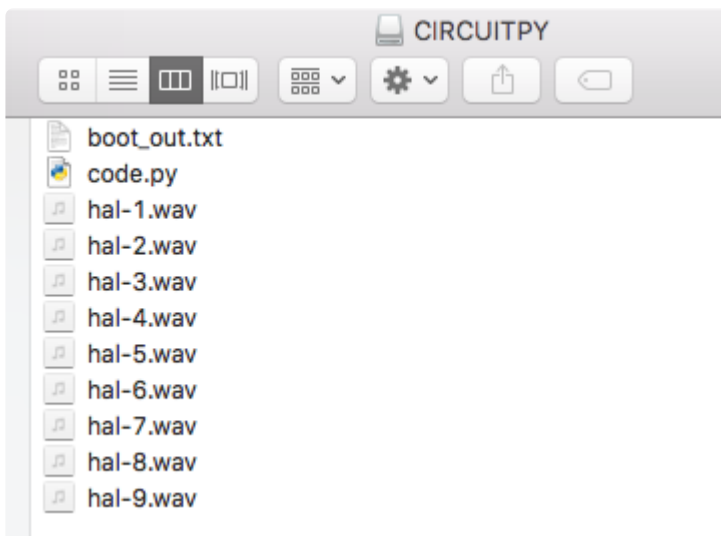 CIRCUITPY
boot_out.txt
code.py
hal-1.wav
hal-2.wav
hal-3.wav
hal-4.wav
hal-5.wav
hal-6.wav
hal-7.wav
hal-8.wav
hal-9.wav